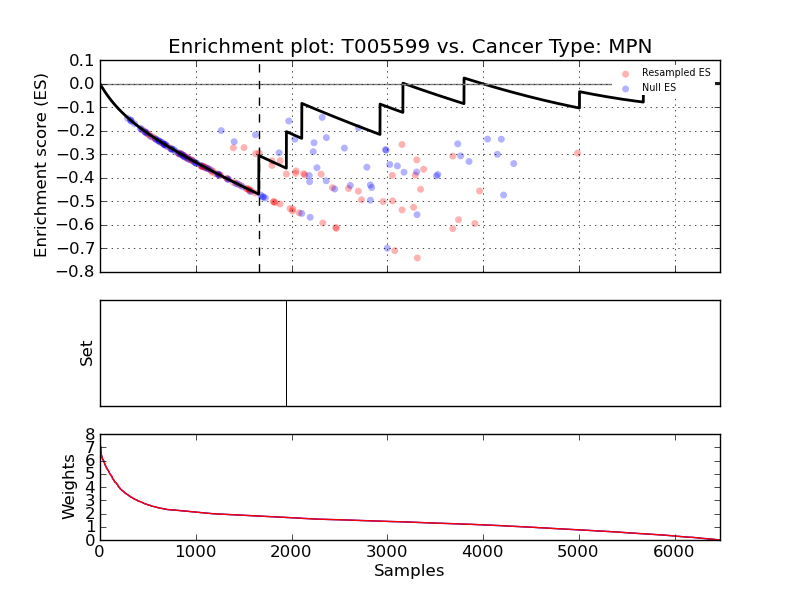 Enrichment plot: T005599 vs. Cancer Type: MPN
0.1
0.0
−0.1
−0.2
−0.3
−0.4
−0.5
−0.6
−0.7
−0.8
Enrichment score (ES)
Resampled ES
Null ES
Set
8
7
6
5
4
3
2
1
0
Weights
0 1000 2000 3000 4000 5000 6000
Samples